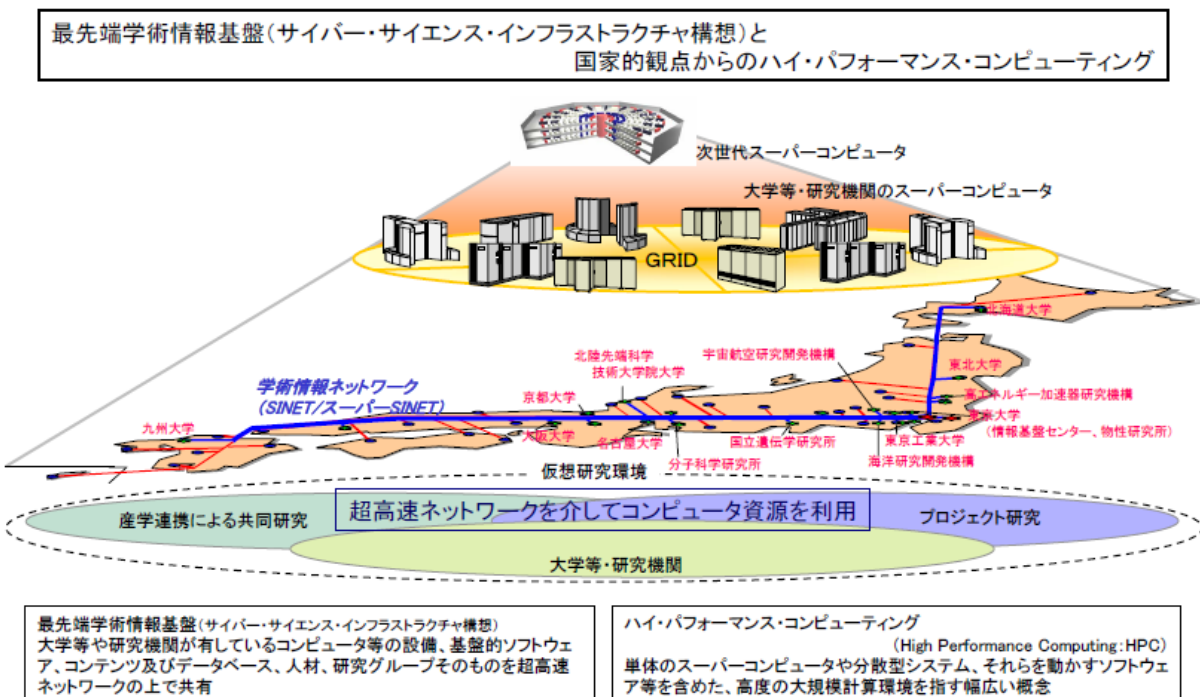 最先端学術情報基盤(サイバー・サイエンス・インフラストラクチャ構想)と
国家的観点からのハイ・パフォーマンス・コンピューティング
次世代スーパーコンピュータ
大学等・研究機関のスーパーコンピュータ
GRID
北海道大学
北陸先端科学
技術大学院大学
宇宙航空研究開発機構
東北大学
学術情報ネットワーク
(SINET/スーパーSINET)
京都大学
高エネルギー加速器研究機構
九州大学
大阪大学
名古屋大学
国立遺伝学研究所
東京大学
(情報基盤センター、物性研究所)
東京工業大学
分子科学研究所
海洋研究開発機構
仮想研究環境
超高速ネットワークを介してコンピュータ資源を利用
産学連携による共同研究
プロジェクト研究
大学等・研究機関
最先端学術情報基盤(サイバー・サイエンス・インフラストラクチャ構想)
大学等や研究機関が有しているコンピュータ等の設備、基盤的ソフトウェ
ア、コンテンツ及びデータベース、人材、研究グループそのものを超高速
ネットワークの上で共有
ハイ・パフォーマンス・コンピューティング
(High Performance Computing:HPC)
単体のスーパーコンピュータや分散型システム、それらを動かすソフトウェ
ア等を含めた、高度の大規模計算環境を指す幅広い概念